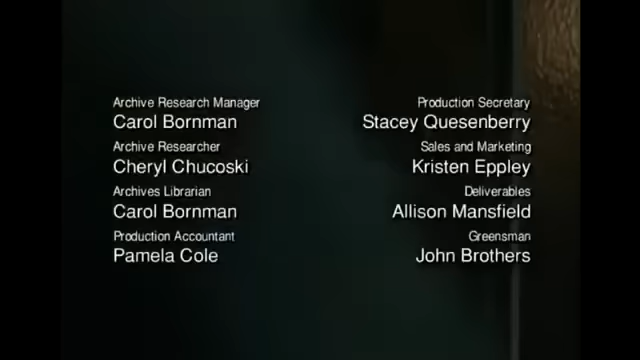 Archive Research Manager
Carol Bornman
Archive Researcher
Cheryl Chucoski
Archives Librarian
Carol Bornman
Production Accountant
Pamela Cole
Production Secretary
Stacey Quesenberry
Sales and Marketing
Kristen Eppley
Deliverables
Allison Mansfield
Greensman
John Brothers